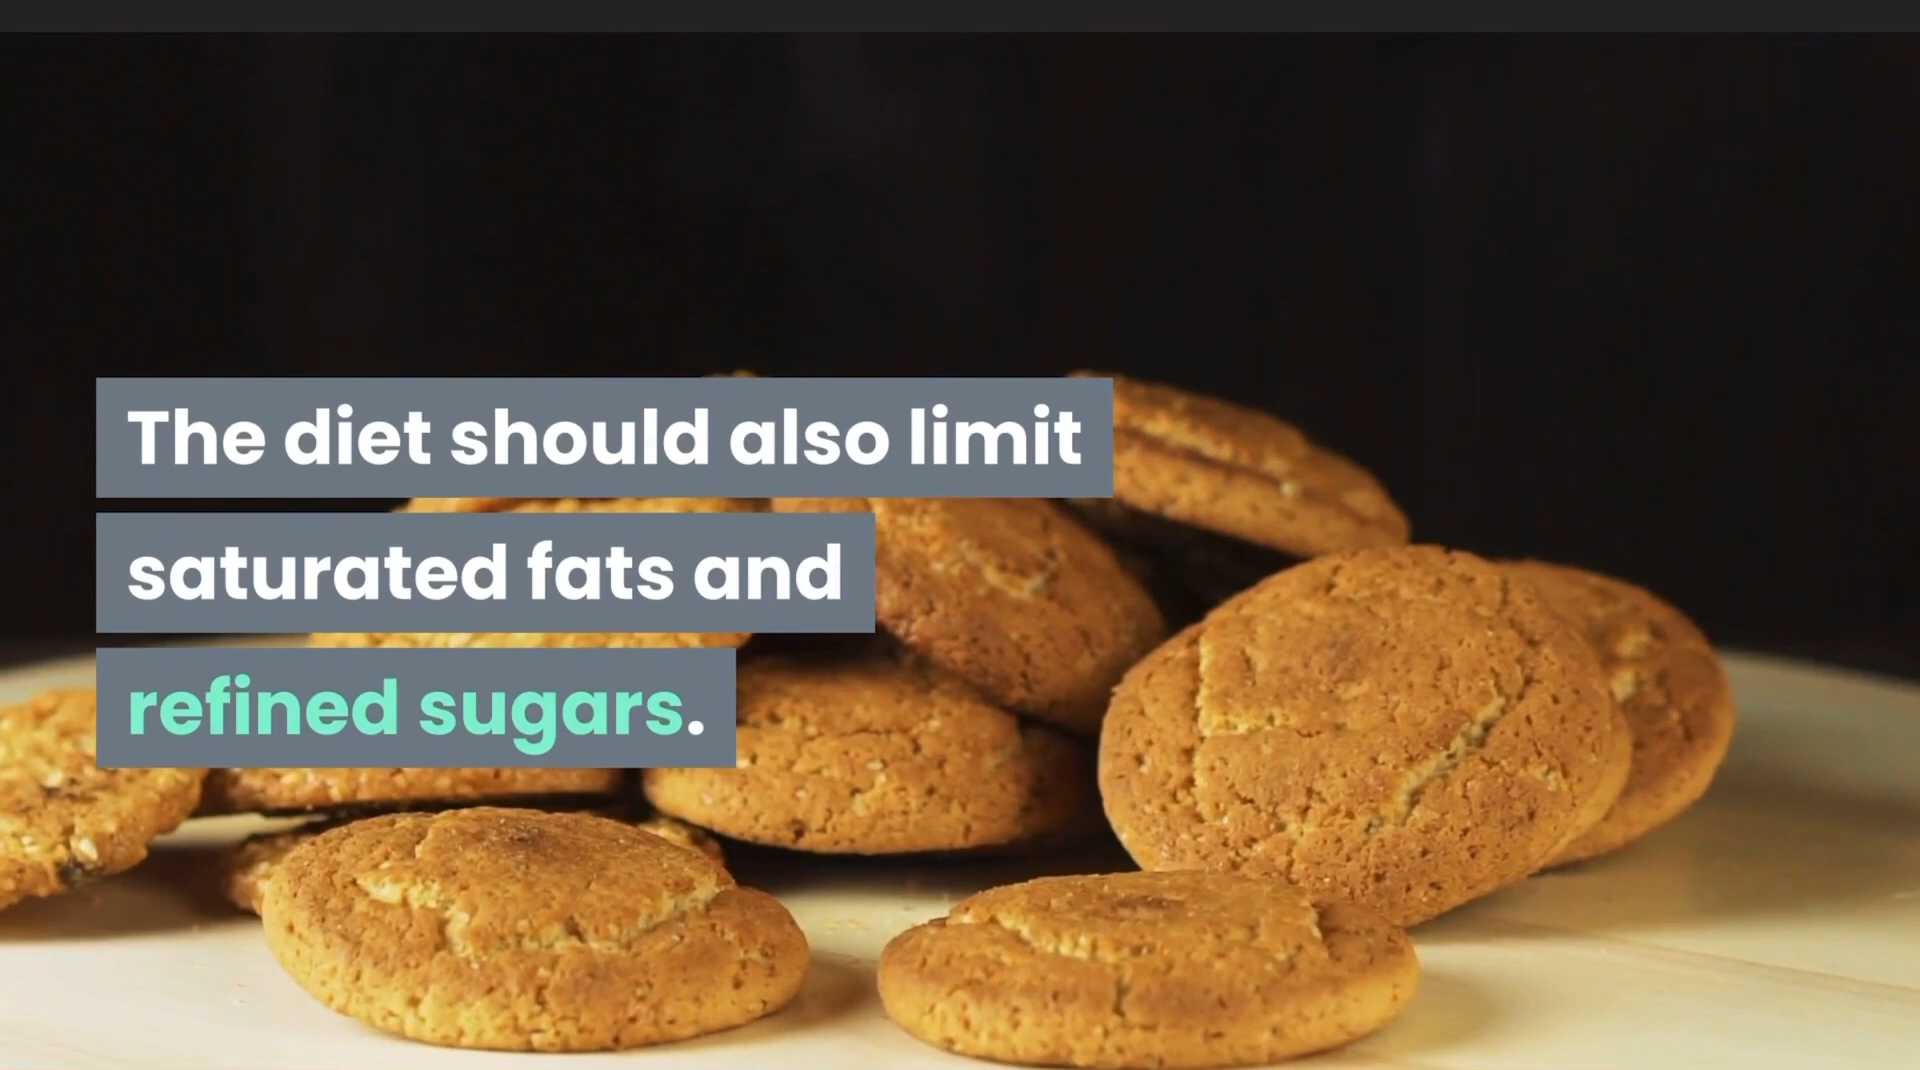 The diet should also limit
saturated fats and
refined sugars.